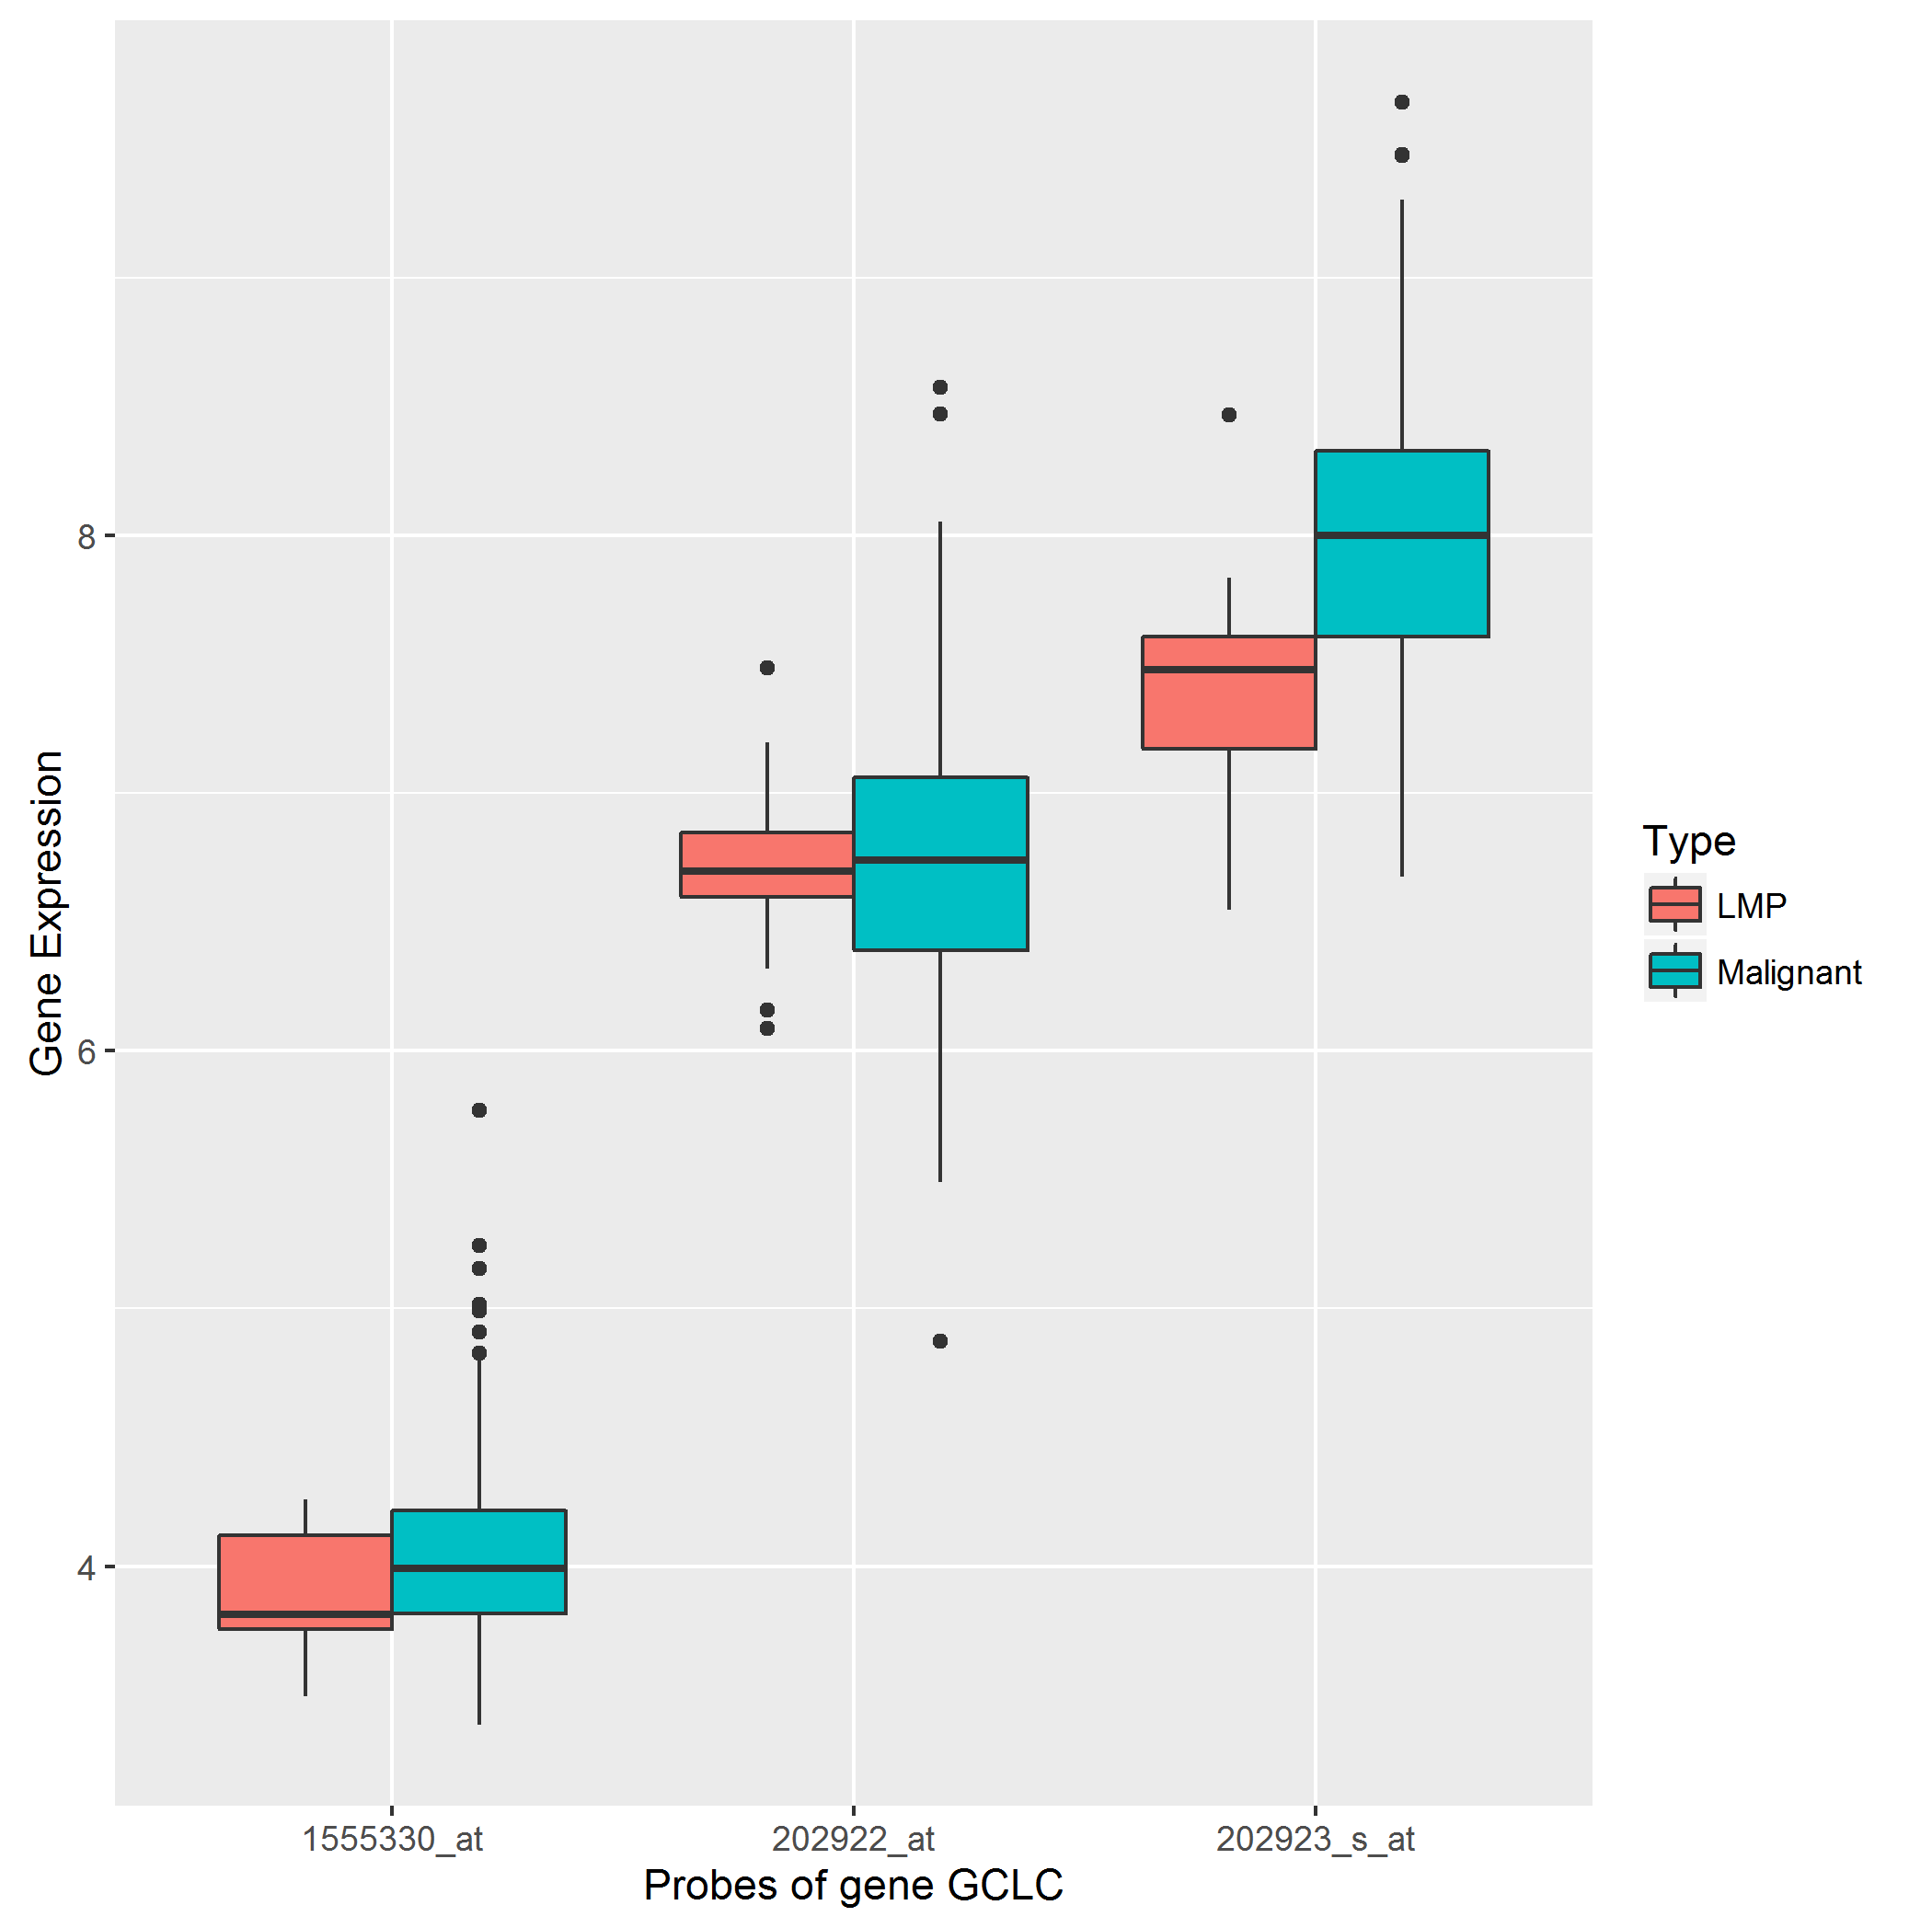 Gene Expression
8
6
4
1555330_at
202922_at
202923_s_at
Probes of gene GCLC
Type
LMP
Malignant